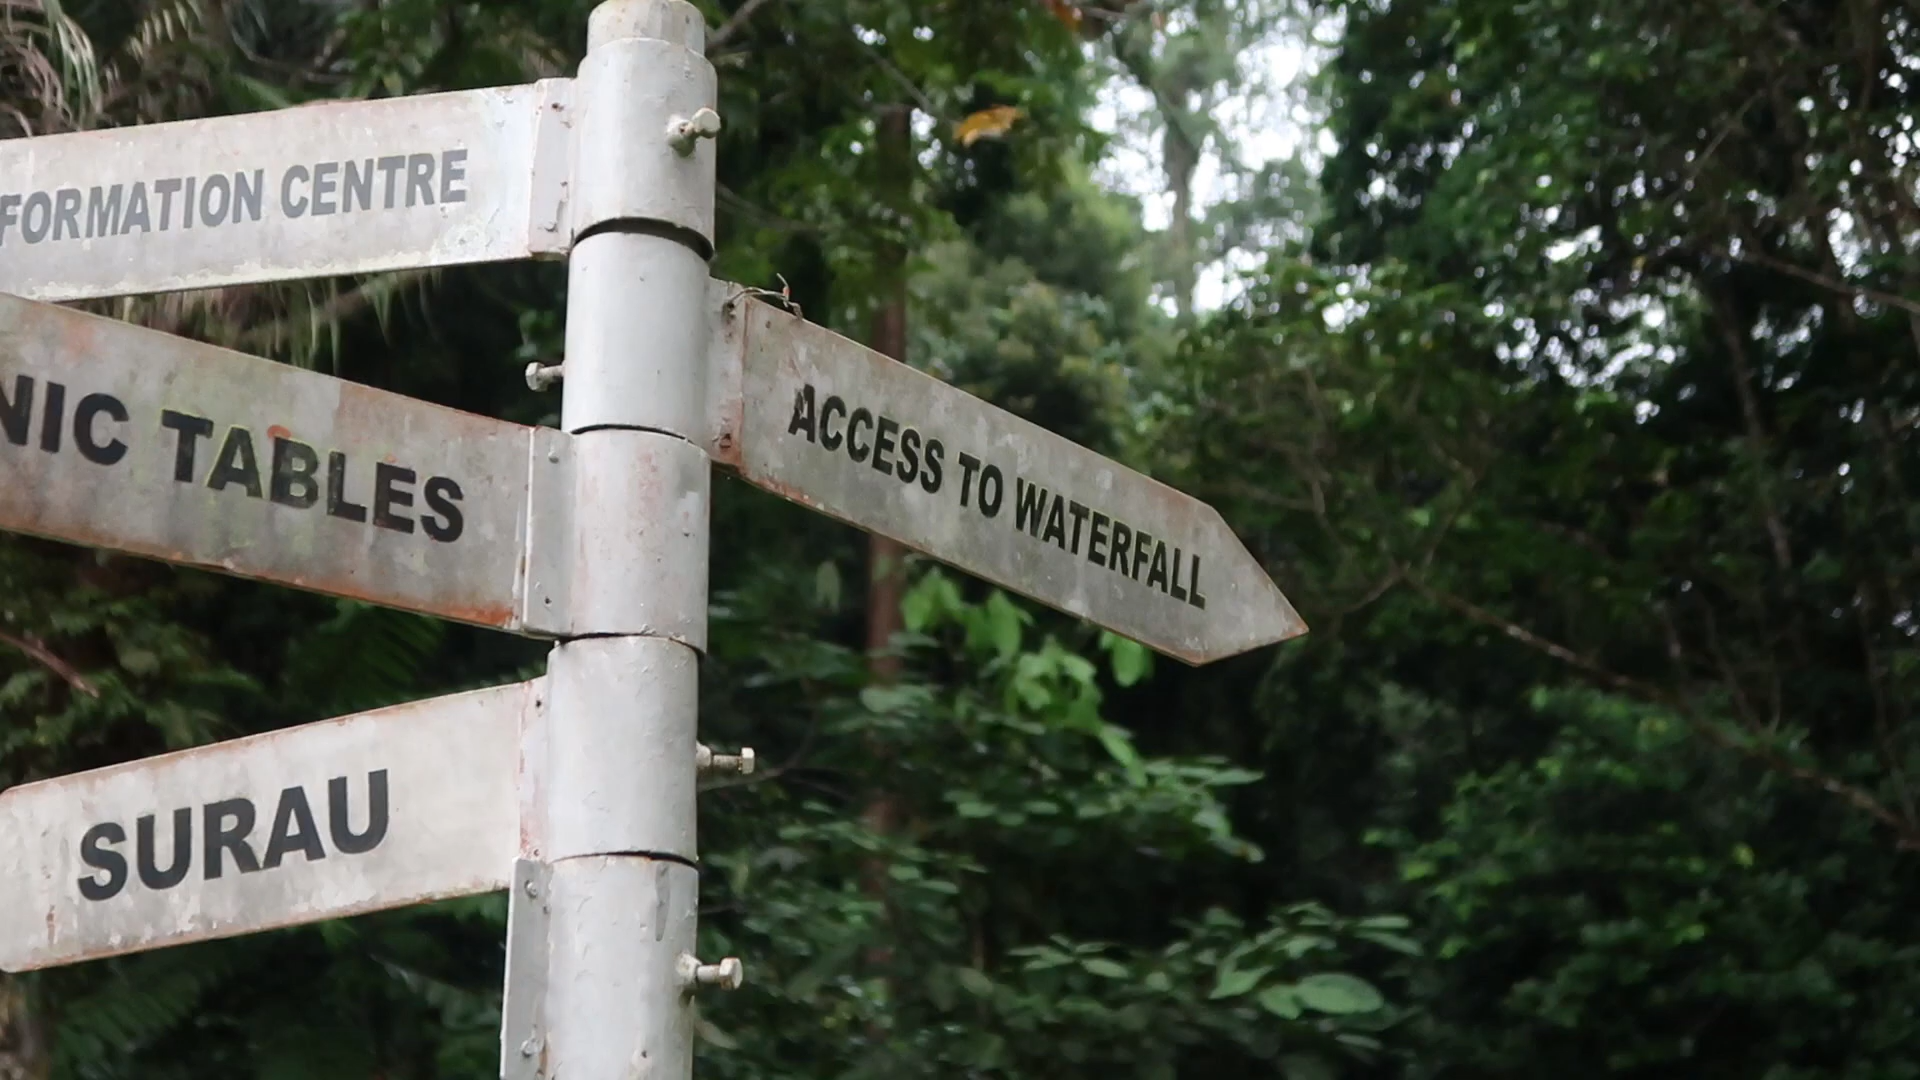 FORMATION CENTRE
NIC TABLES
ACCESS TO WATERFALL
SURAU